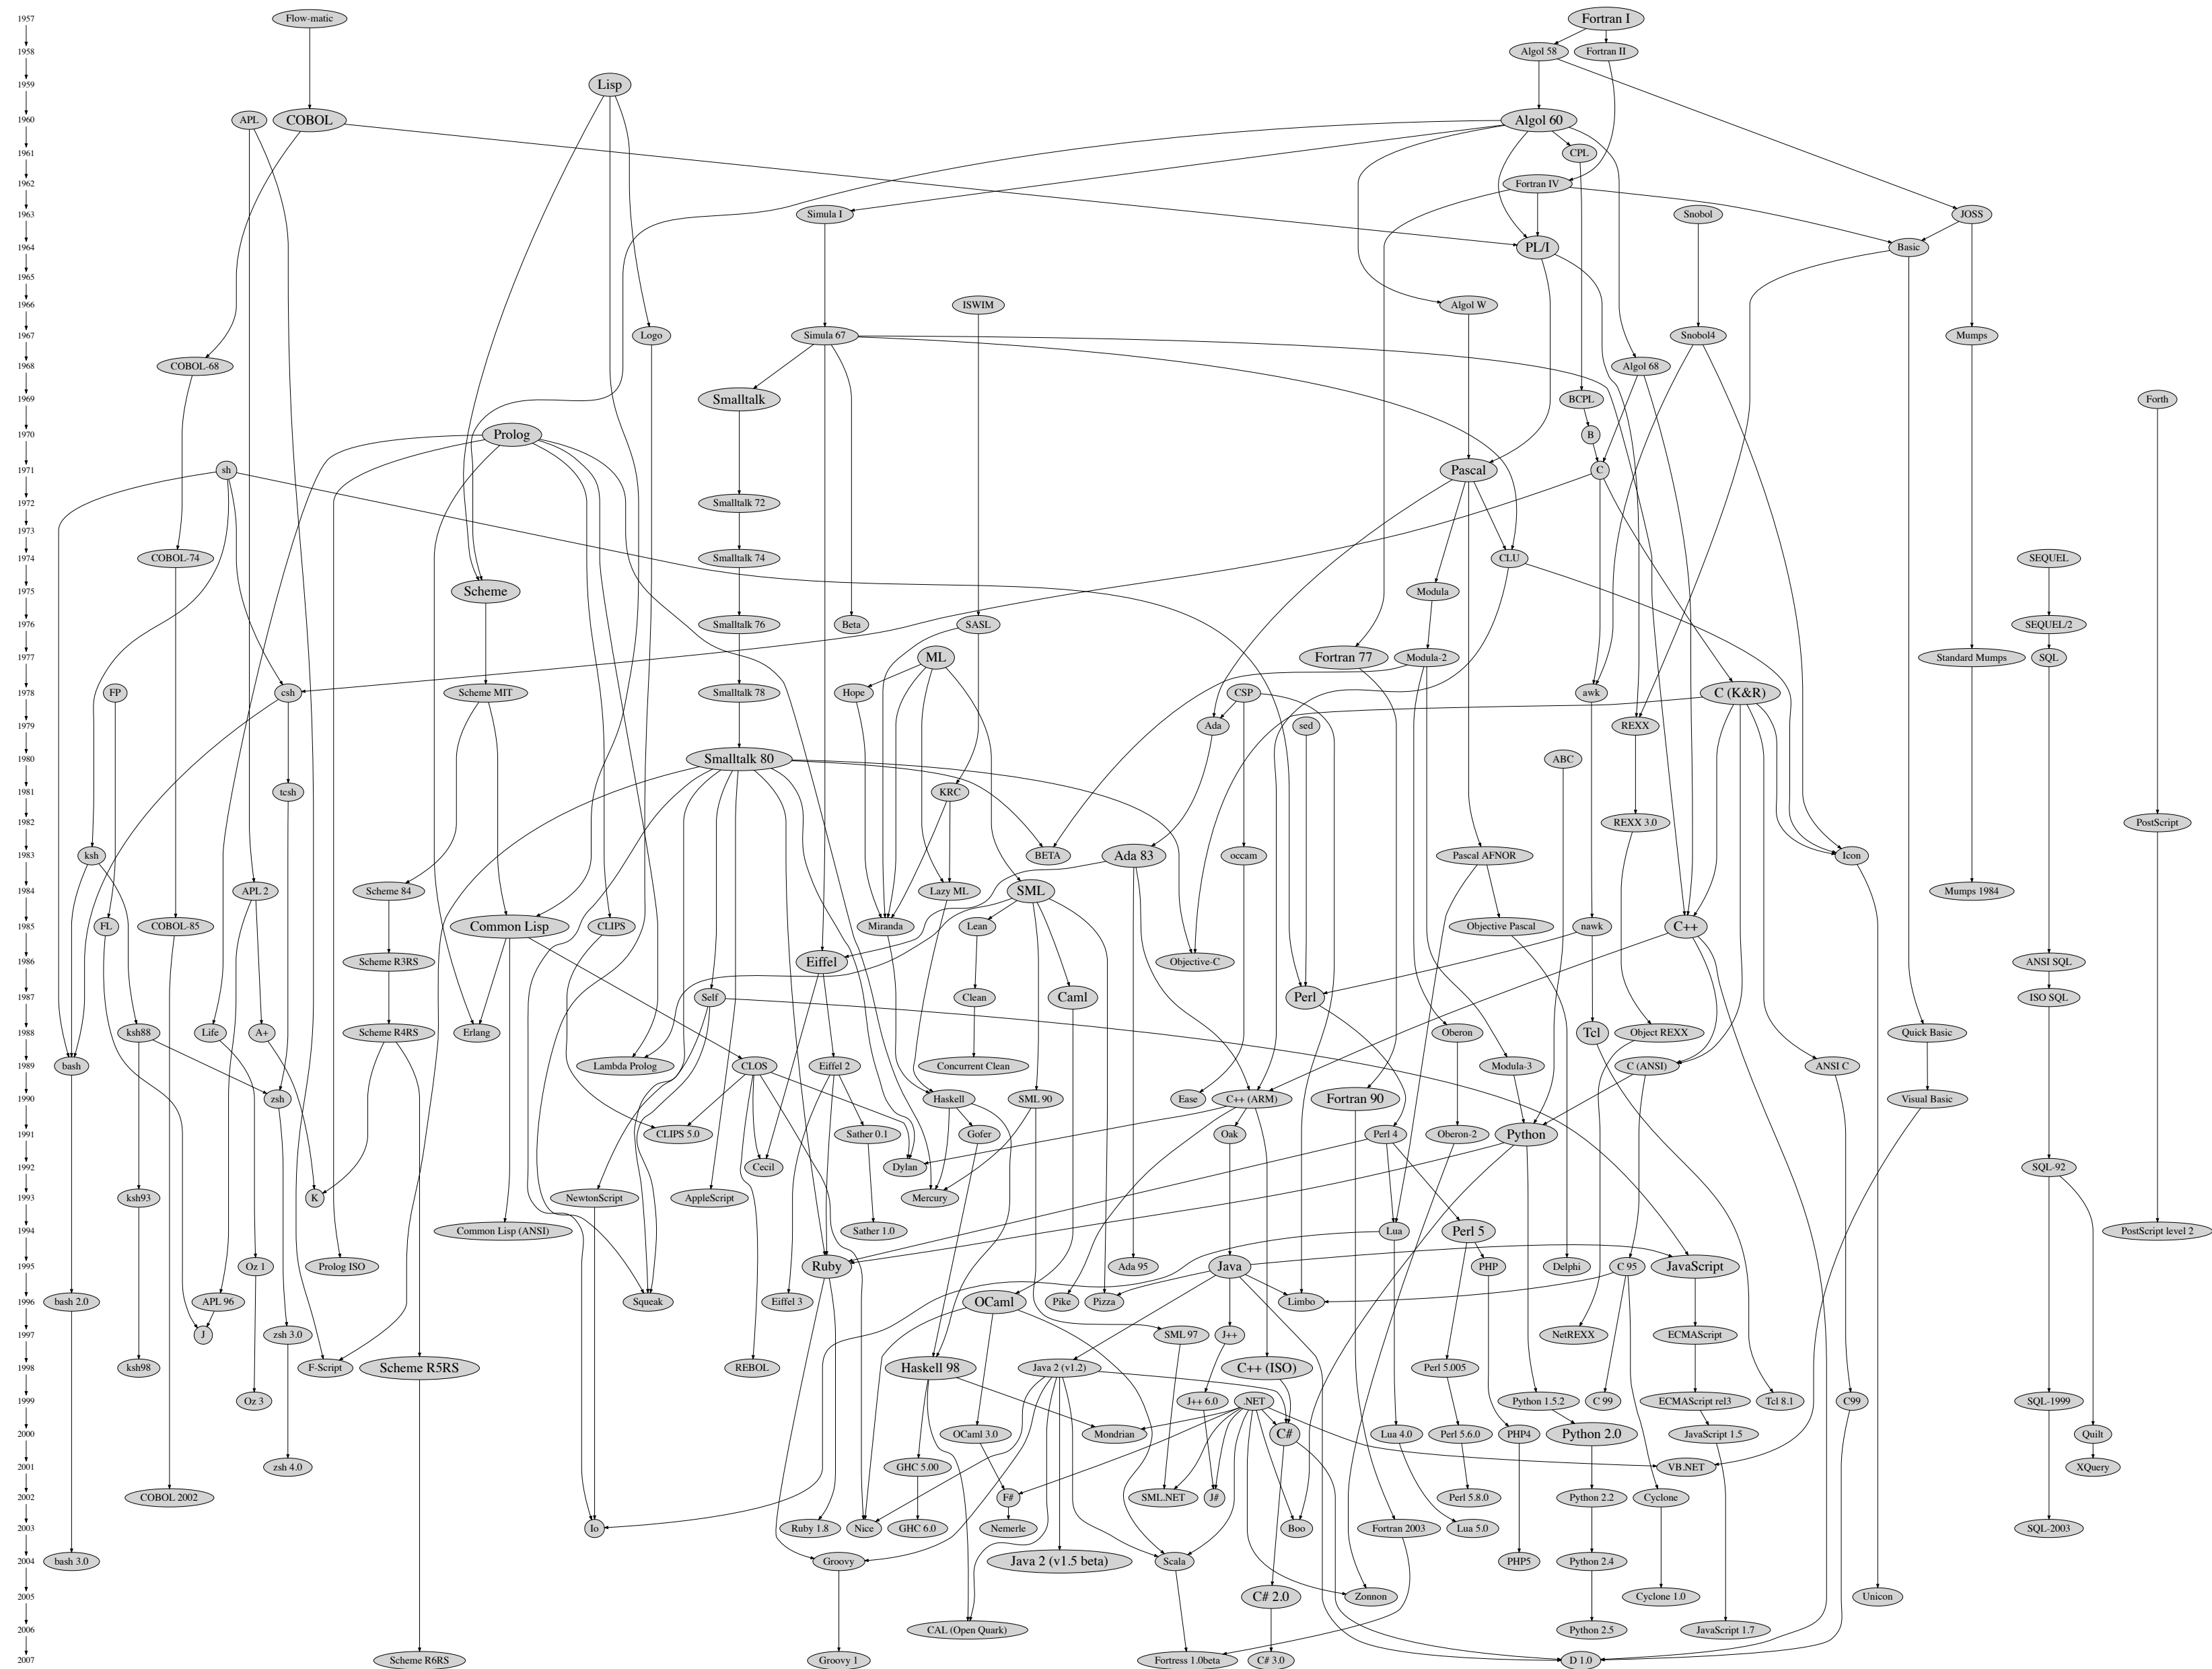 1957 Flow-matic Fortran I
1958 Algol 58 Fortran II
1959 Lisp
1960 APL COBOL Algol 60
1961 CPL
1962 Fortran IV
1963 Simula I Snobol JOSS
1964 PL/I Basic
1965
1966 ISWIM Algol W
1967 Logo Simula 67 Snobol4 Mumps
1968 COBOL-68 Algol 68
1969 Smalltalk BCPL Forth
1970 Prolog B
1971 sh Pascal C
1972 Smalltalk 72
1973
1974 COBOL-74 Smalltalk 74 CLU SEQUEL
1975 Scheme Modula
1976 Smalltalk 76 Beta SASL SEQUEL/2
1977 ML Fortran 77 Modula-2 Standard Mumps SQL
1978 FP csh Scheme MIT Smalltalk 78 Hope CSP awk C (K&R)
1979 Ada sed REXX
1980 Smalltalk 80 ABC
1981 tcsh KRC
1982 REXX 3.0 PostScript
1983 ksh BETA Ada 83 occam Pascal AFNOR Icon
1984 APL 2 Scheme 84 Lazy ML SML Mumps 1984
1985 FL COBOL-85 Common Lisp CLIPS Miranda Lean Objective Pascal nawk C++
1986 Scheme R3RS Eiffel Objective-C ANSI SQL
1987 Self Clean Caml Perl ISO SQL
1988 ksh88 Life A+ Scheme R4RS Erlang Oberon Tcl Object REXX Quick Basic
1989 bash Lambda Prolog CLOS Eiffel 2 Concurrent Clean Modula-3 C (ANSI) ANSI C
1990 zsh Haskell SML 90 Ease C++ (ARM) Fortran 90 Visual Basic
1991 CLIPS 5.0 Sather 0.1 Gofer Oak Perl 4 Oberon-2 Python
1992 Cecil Dylan SQL-92
1993 ksh93 K NewtonScript AppleScript Mercury
1994 Common Lisp (ANSI) Sather 1.0 Lua Perl 5 PostScript level 2
1995 Oz 1 Prolog ISO Ruby Ada 95 Java PHP Delphi C 95 JavaScript
1996 bash 2.0 APL 96 Squeak Eiffel 3 OCaml Pike Pizza Limbo
1997 J zsh 3.0 SML 97 J++ NetREXX ECMAScript
1998 ksh98 F-Script Scheme R5RS REBOL Haskell 98 Java 2 (v1.2) C++ (ISO) Perl 5.005
1999 Oz 3 J++ 6.0 .NET Python 1.5.2 C 99 ECMAScript rel3 Tcl 8.1 C99 SQL-1999
2000 OCaml 3.0 Mondrian C# Lua 4.0 Perl 5.6.0 PHP4 Python 2.0 JavaScript 1.5 Quilt
2001 zsh 4.0 GHC 5.00 VB.NET XQuery
2002 COBOL 2002 F# SML.NET J# Perl 5.8.0 Python 2.2 Cyclone
2003 Io Ruby 1.8 Nice GHC 6.0 Nemerle Boo Fortran 2003 Lua 5.0 SQL-2003
2004 bash 3.0 Groovy Java 2 (v1.5 beta) Scala PHP5 Python 2.4
2005 C# 2.0 Zonnon Cyclone 1.0 Unicon
2006 CAL (Open Quark) Python 2.5 JavaScript 1.7
2007 Scheme R6RS Groovy 1 Fortress 1.0beta C# 3.0 D 1.0